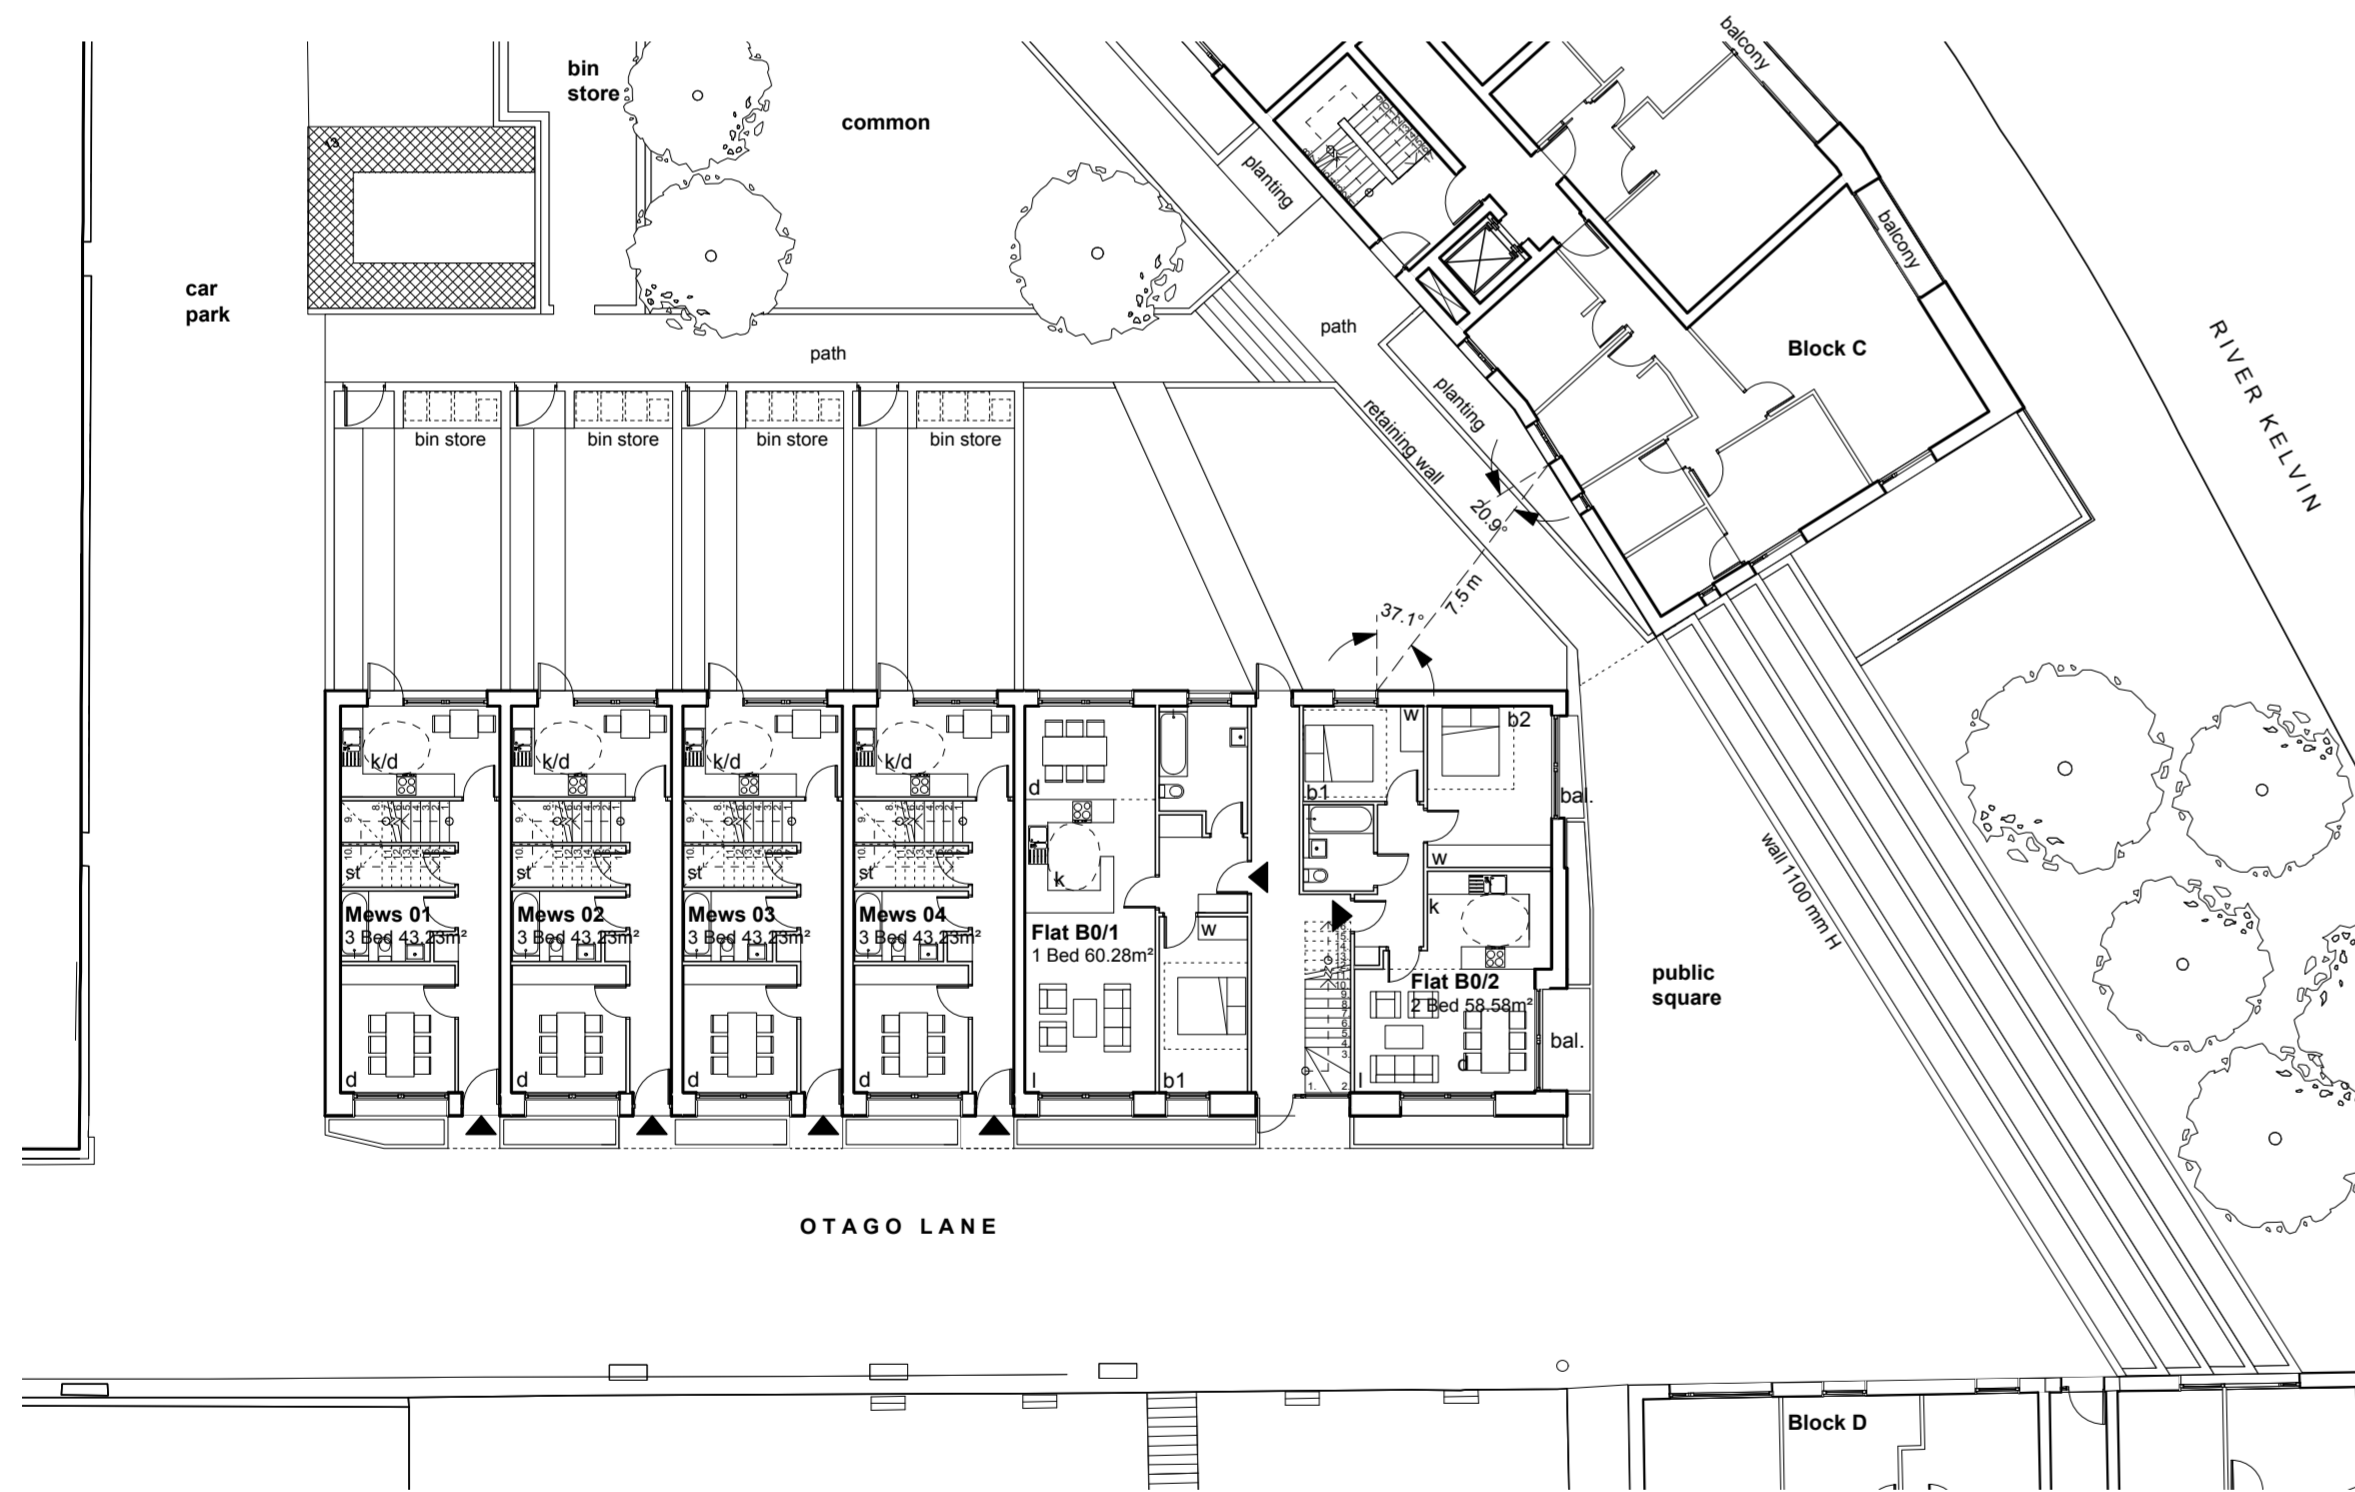 balcony
bin
store
common
13
planting
balcony
car
park
path
path
Block C
RIVER KELVIN
planting
retaining wall
bin store
bin store
bin store
bin store
20.9°
7.5 m
37.1°
k/d
k/d
k/d
k/d
d
w
b2
b1
bal.
w
st
st
st
st
k
k
wall 1100 mm H
Mews 01
3 Bed 43.23m²
Mews 02
3 Bed 43.23m²
Mews 03
3 Bed 43.23m²
Mews 04
3 Bed 43.23m²
Flat B0/1
1 Bed 60.28m²
w
Flat B0/2
2 Bed 58.58m²
public
square
bal.
d
d
d
d
l
b1
l
OTAGO LANE
Block D